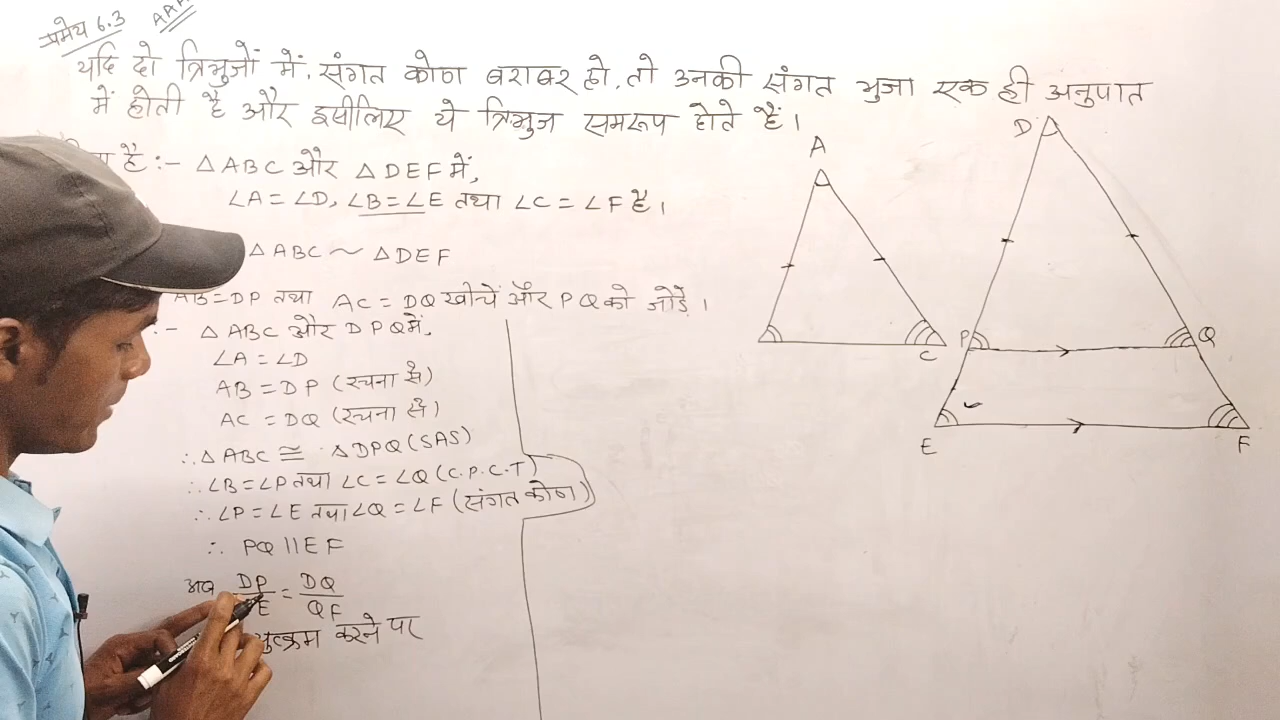 प्रमेय 6.3
यदि दो त्रिभुजों में, संगत कोण बराबर हो, तो उनकी संगत भुजा एक ही अनुपात
में होती है और इसीलिए ये त्रिभुज समरूप होते हैं।
है :- △ABC और △DEF में,
∠A = ∠D, ∠B = ∠E तथा ∠C = ∠F है।
△ABC ~ △DEF
AB = DP तथा AC = DQ खीचें और PQ को जोड़ें।
:- △ABC और DPQ में,
∠A = ∠D
AB = DP (रचना से)
AC = DQ (रचना से)
∴ △ABC ≅ △DPQ (SAS)
∴ ∠B = ∠P तथा ∠C = ∠Q (C.P.C.T)
∴ ∠P = ∠E तथा ∠Q = ∠F (संगत कोण)
∴ PQ || EF
अब DP = DQ
E QF
करने पर
A
C
D
P
Q
E
F